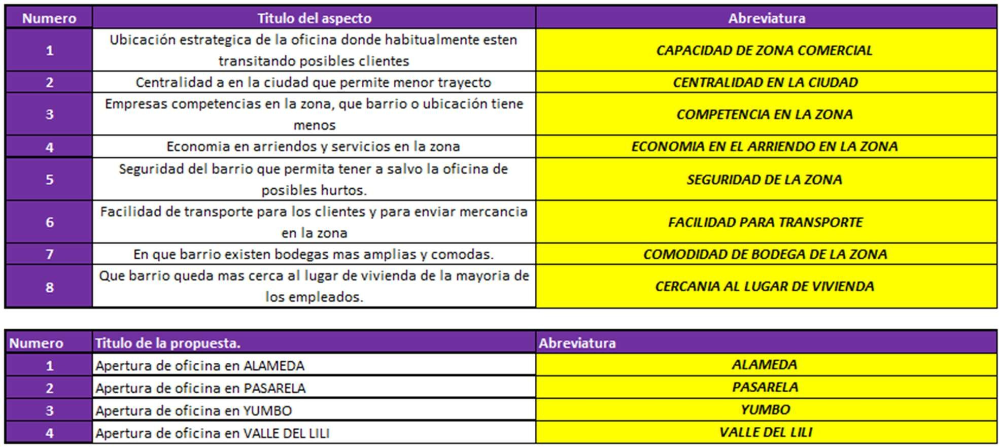 Numero Titulo del aspecto Abreviatura
1 Ubicación estrategica de la oficina donde habitualmente esten
transitando posibles clientes CAPACIDAD DE ZONA COMERCIAL
2 Centralidad a en la ciudad que permite menor trayecto CENTRALIDAD EN LA CIUDAD
3 Empresas competencias en la zona, que barrio o ubicación tiene
menos COMPETENCIA EN LA ZONA
4 Economia en arriendos y servicios en la zona ECONOMIA EN EL ARRIENDO EN LA ZONA
5 Seguridad del barrio que permita tener a salvo la oficina de
posibles hurtos. SEGURIDAD DE LA ZONA
6 Facilidad de transporte para los clientes y para enviar mercancia
en la zona FACILIDAD PARA TRANSPORTE
7 En que barrio existen bodegas mas amplias y comodas. COMODIDAD DE BODEGA DE LA ZONA
8 Que barrio queda mas cerca al lugar de vivienda de la mayoria de
los empleados. CERCANIA AL LUGAR DE VIVIENDA
Numero Titulo de la propuesta. Abreviatura
1 Apertura de oficina en ALAMEDA ALAMEDA
2 Apertura de oficina en PASARELA PASARELA
3 Apertura de oficina en YUMBO YUMBO
4 Apertura de oficina en VALLE DEL LILI VALLE DEL LILI